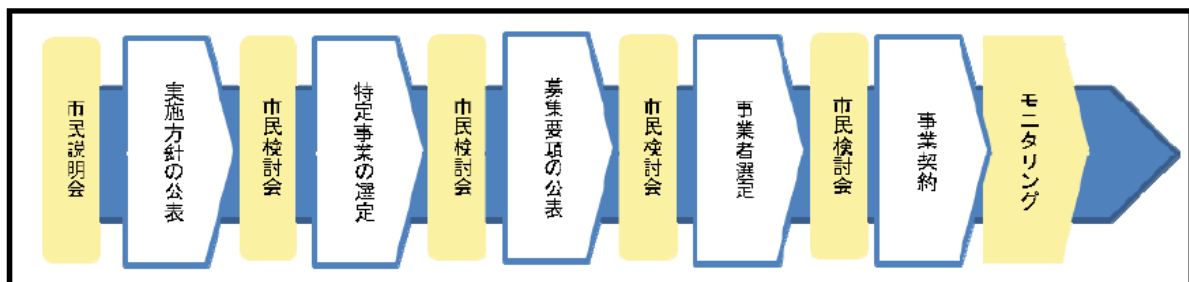 市民説明会
実施方針の公表
市民検討会
特定事業の選定
市民検討会
募集要項の公表
市民検討会
事業者選定
市民検討会
事業契約
モニタリング